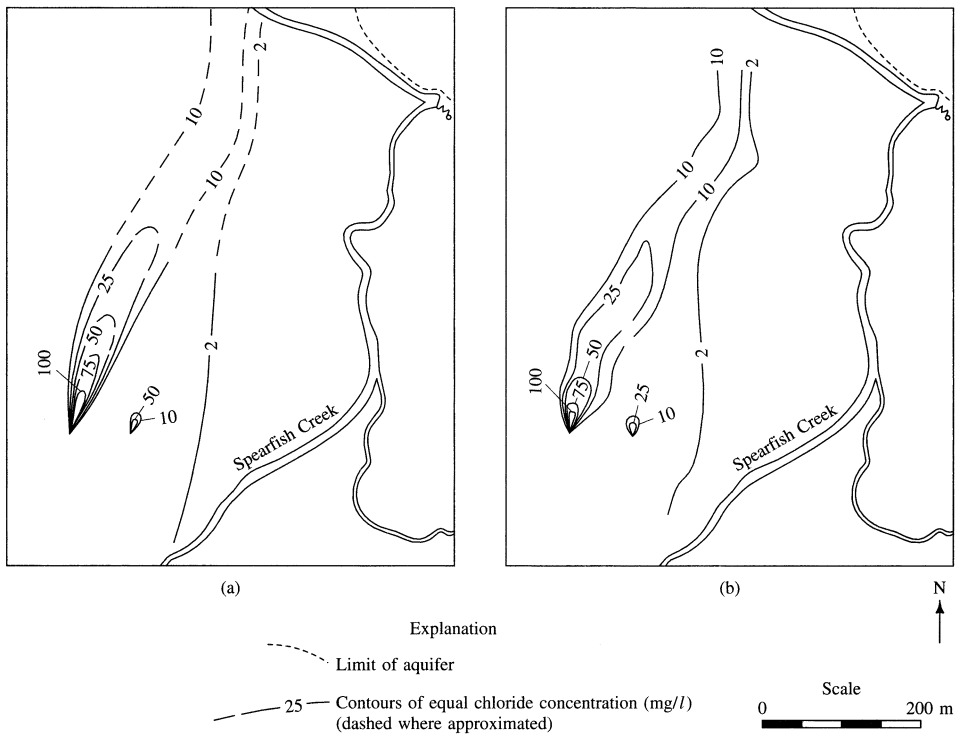 2
10
10
25
50
75
100
50
10
2
Spearfish Creek
(a)
10
2
10
10
25
50
75
100
25
10
2
Spearfish Creek
(b)
N
Explanation
Limit of aquifer
25 Contours of equal chloride concentration (mg/l)
(dashed where approximated)
Scale
0 200 m